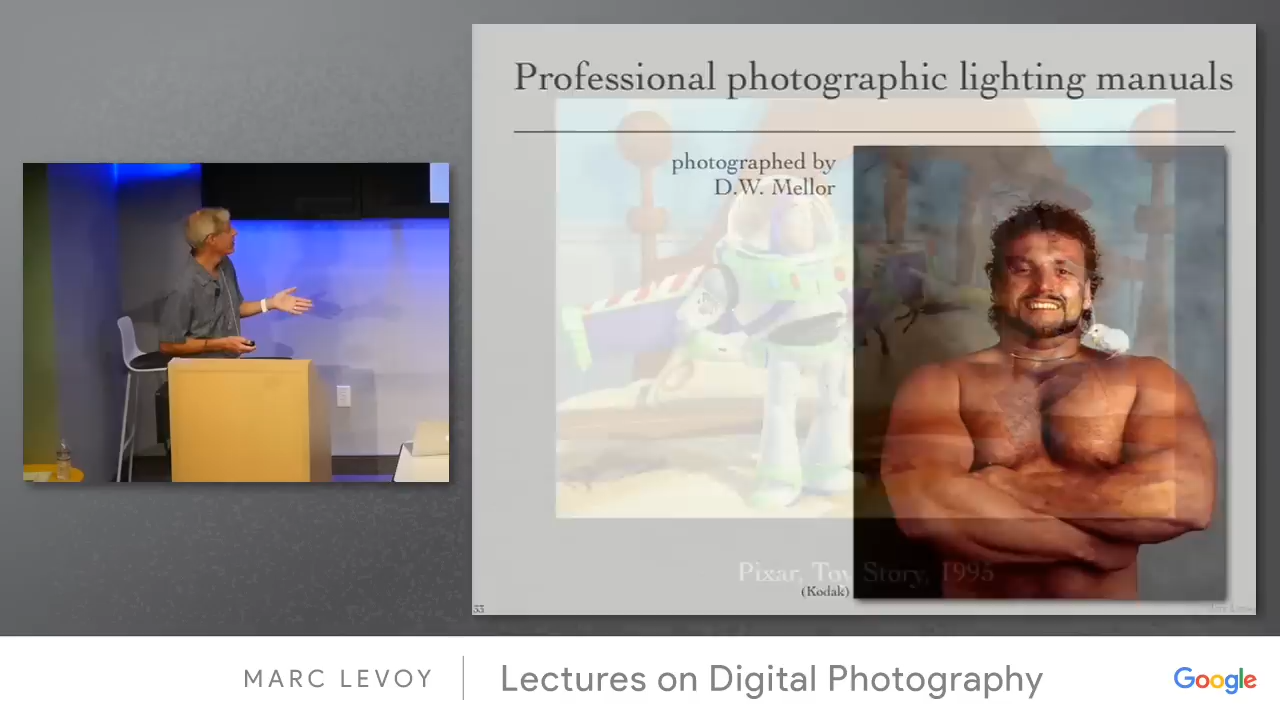 Professional photographic lighting manuals
photographed by
D.W. Mellor
Pixar, Toy Story, 1995
(Kodak)
MARC LEVOY
Lectures on Digital Photography
Google